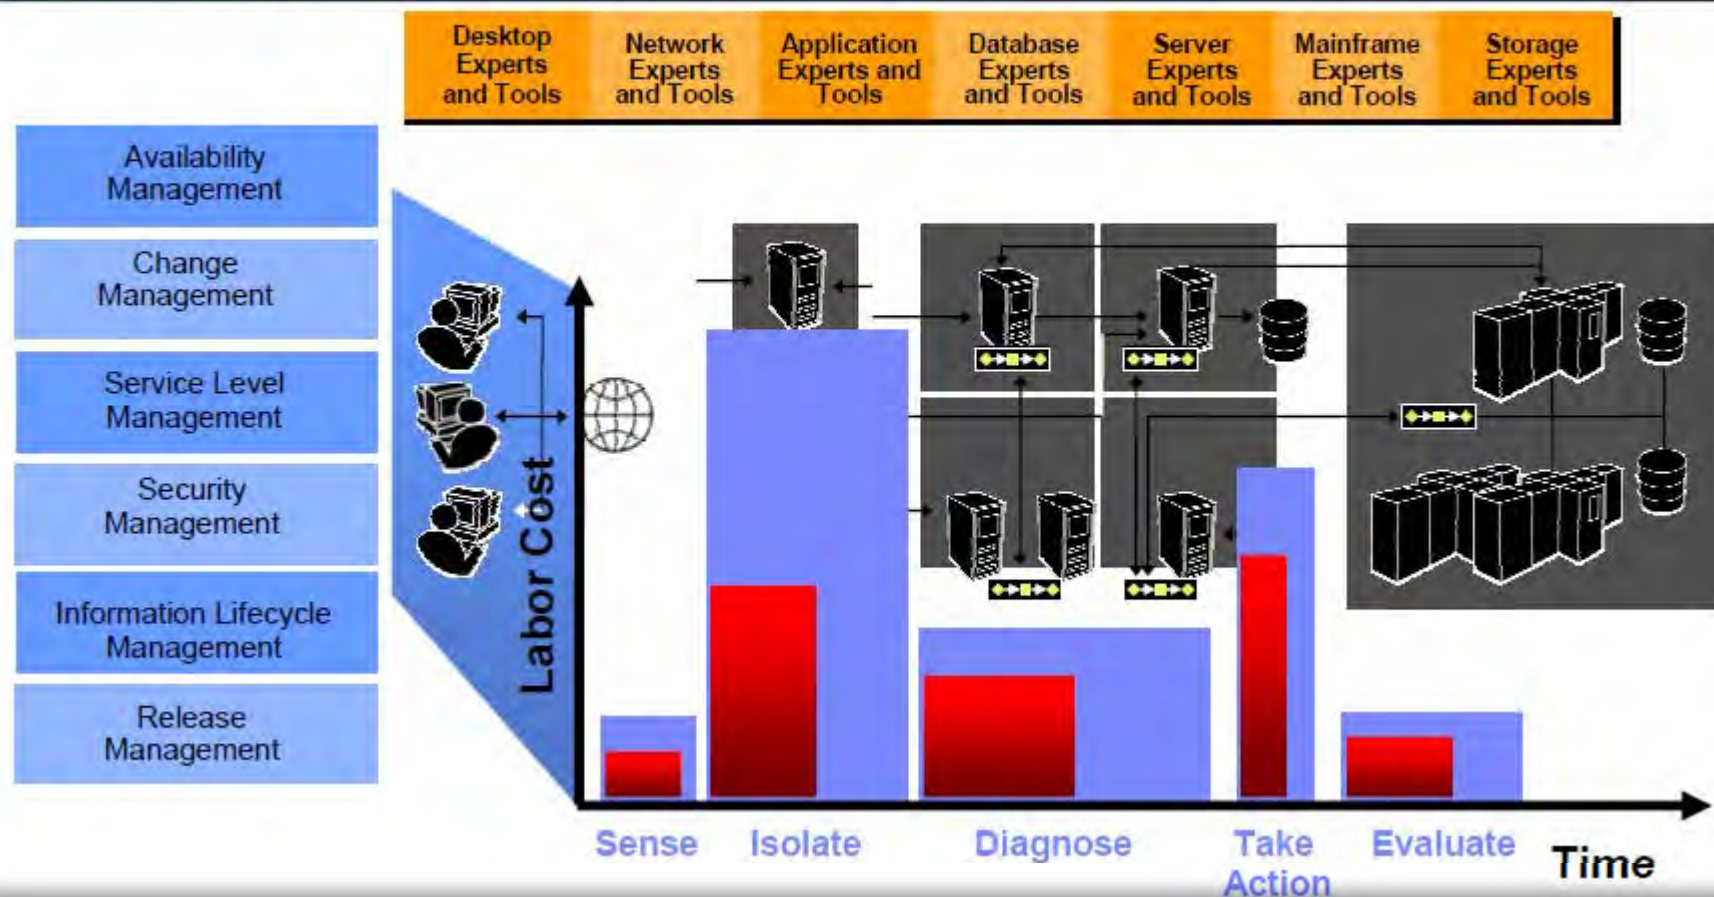 Desktop
Experts
and Tools
Network
Experts
and Tools
Application
Experts and
Tools
Database
Experts
and Tools
Server
Experts
and Tools
Mainframe
Experts
and Tools
Storage
Experts
and Tools
Availability
Management
Change
Management
Service Level
Management
Security
Management
Information Lifecycle
Management
Release
Management
Labor Cost
Sense
Isolate
Diagnose
Take
Action
Evaluate
Time